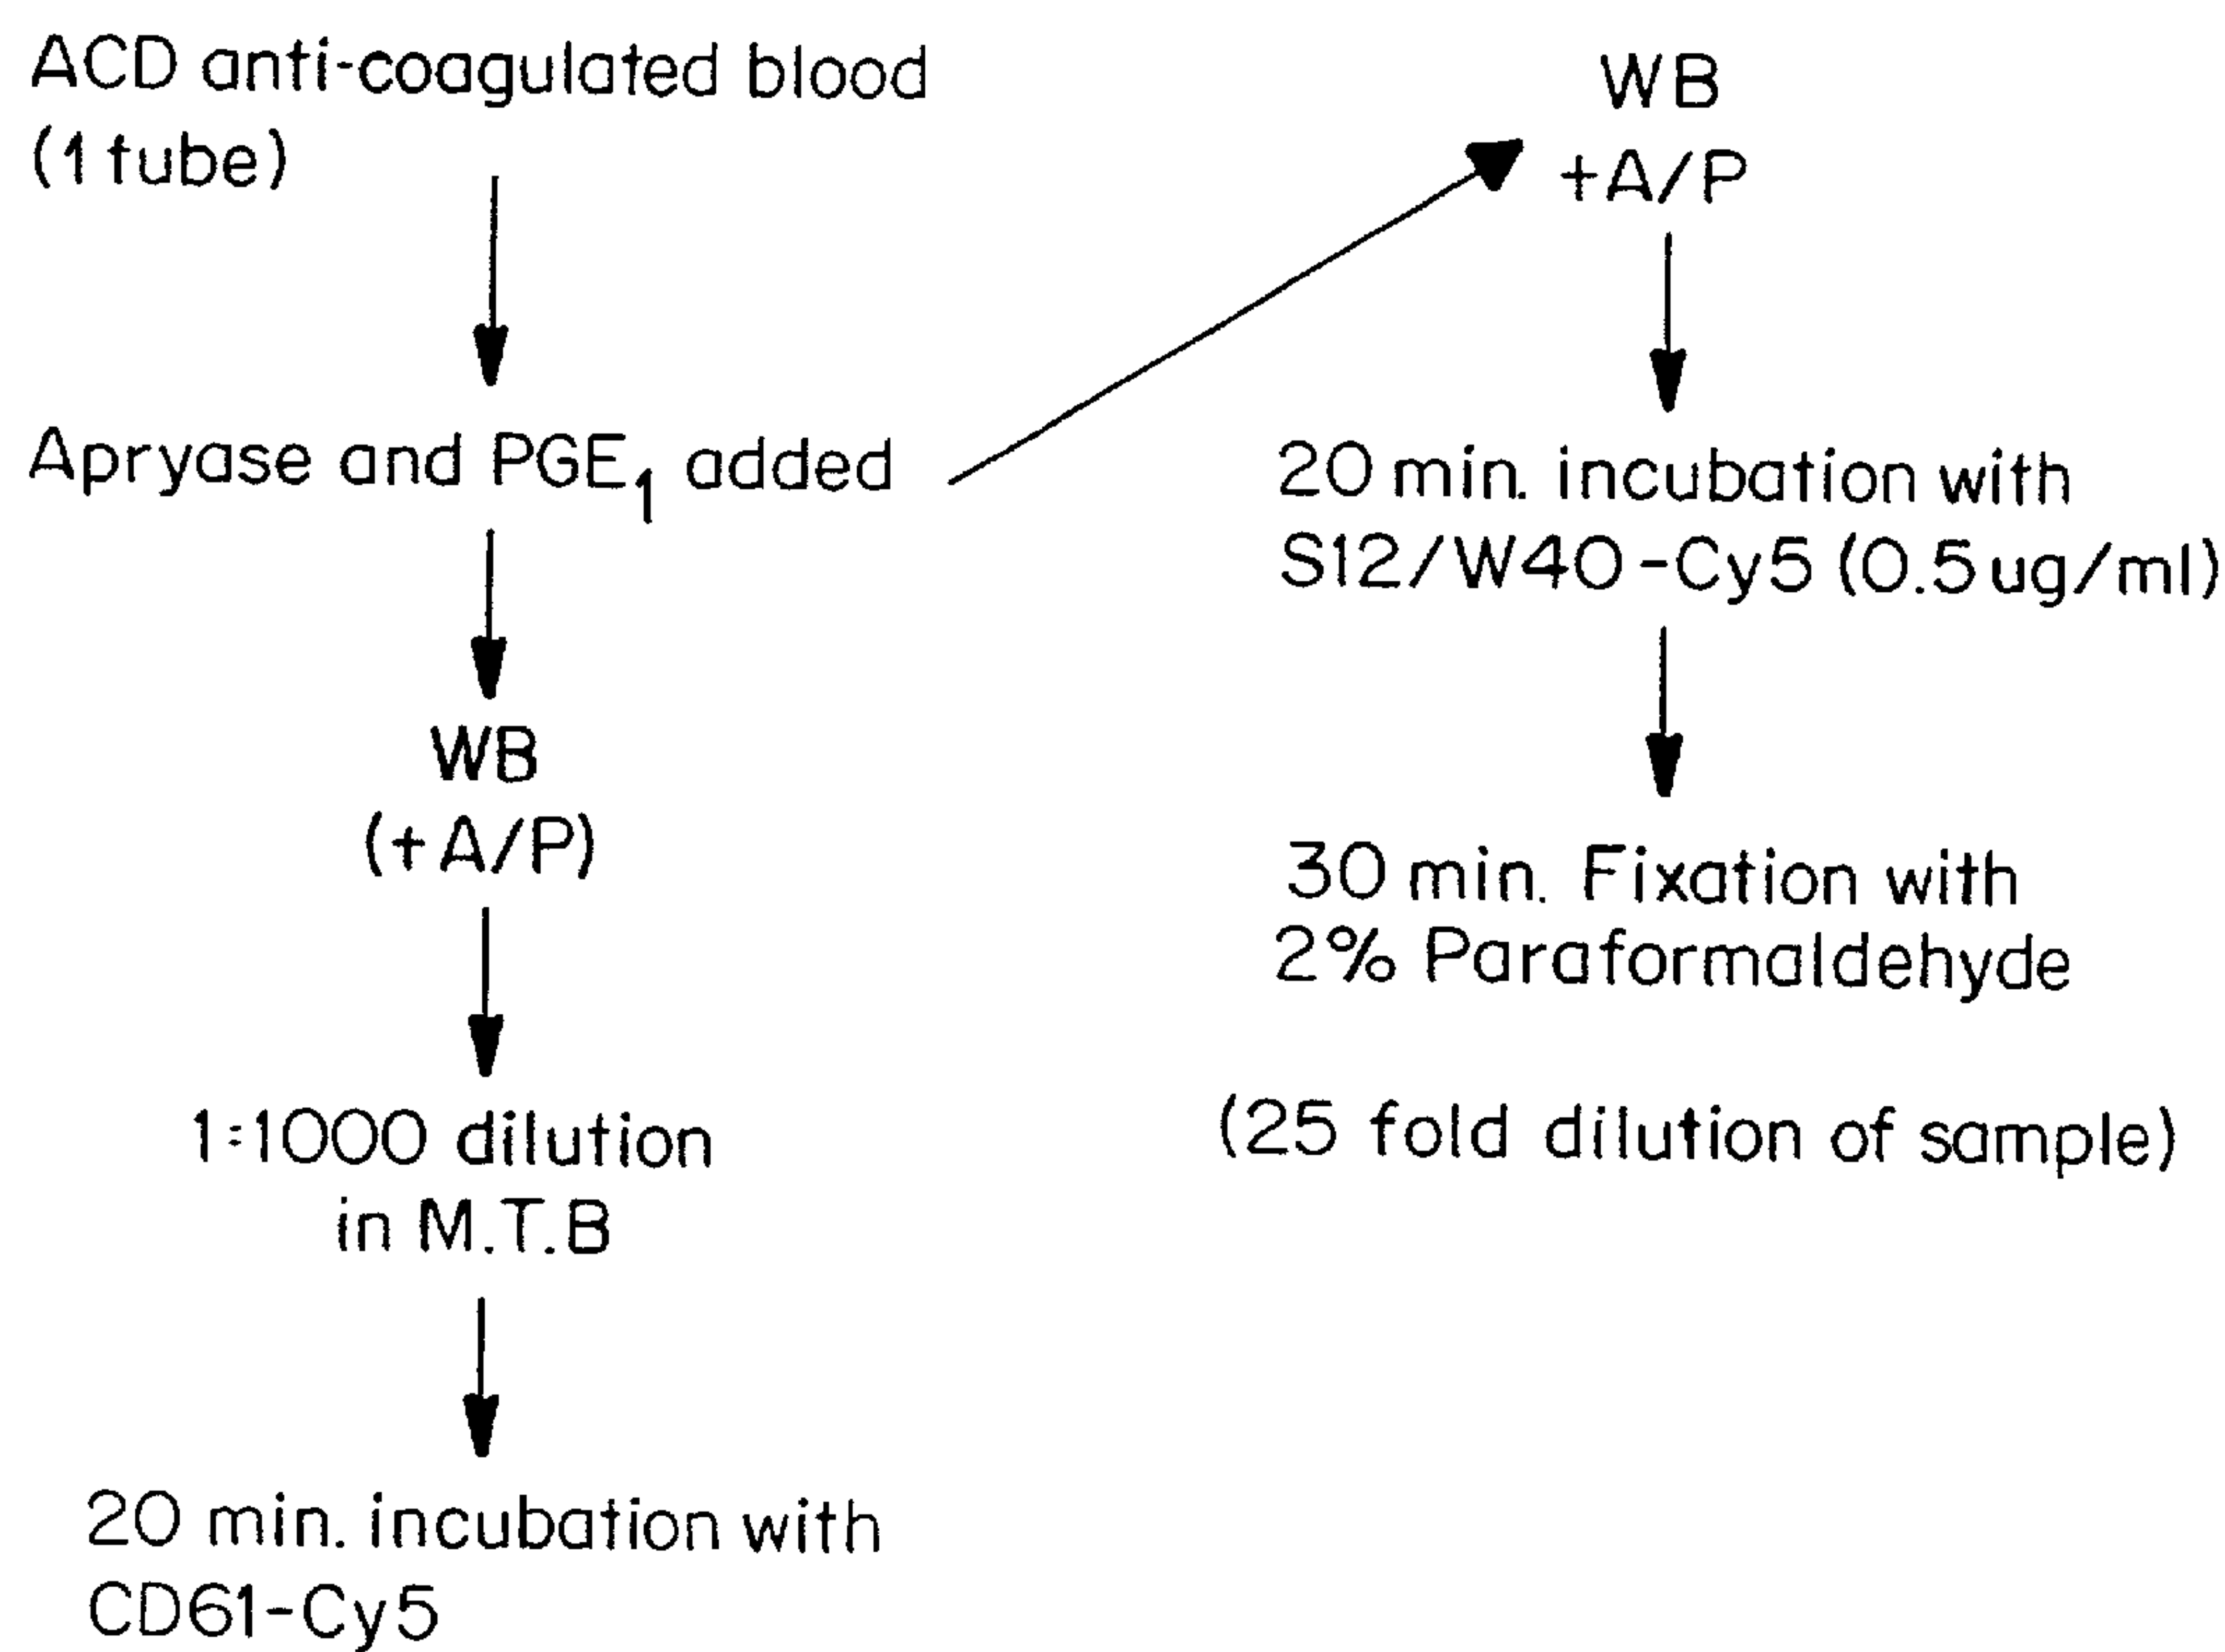 ACD anti-coagulated blood
(1 tube)
Apryase and PGE1 added
WB
(+A/P)
1:1000 dilution
in M.T.B
20 min. incubation with
CD61-Cy5
WB
+A/P
20 min. incubation with
S12/W40-Cy5 (0.5ug/ml)
30 min. Fixation with
2% Paraformaldehyde
(25 fold dilution of sample)